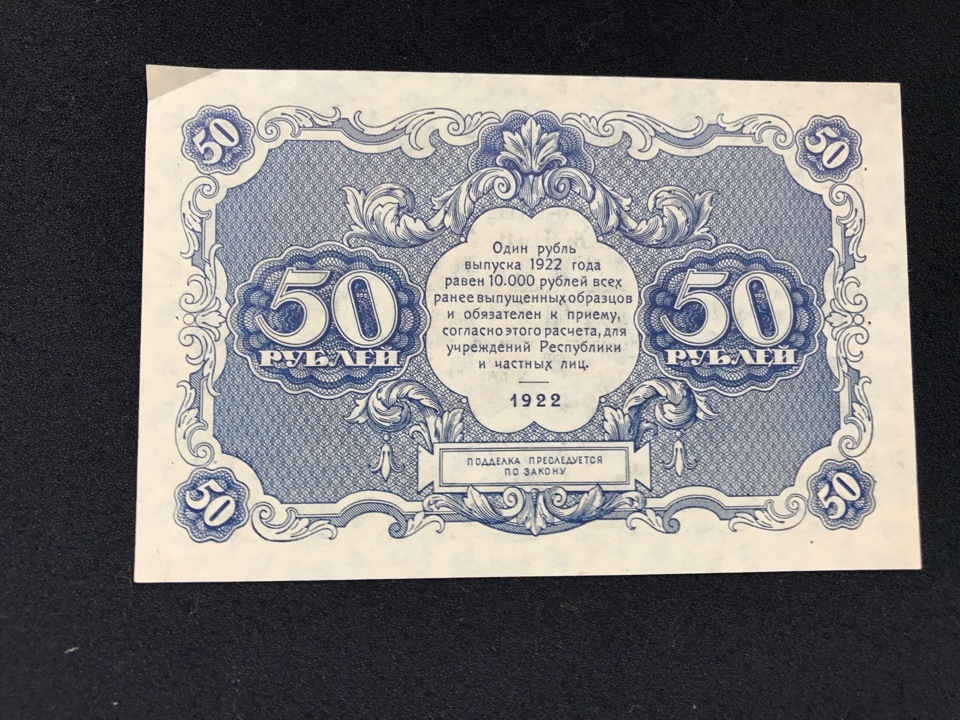 50
50
Один рубль
выпуска 1922 года
равен 10.000 рублей всех
ранее выпущенных образцов
и обязателен к приему,
согласно этого расчета, для
учреждений Республики
и частных лиц.
1922
50
РУБЛЕЙ
50
РУБЛЕЙ
ПОДДЕЛКА ПРЕСЛЕДУЕТСЯ
ПО ЗАКОНУ
50
50